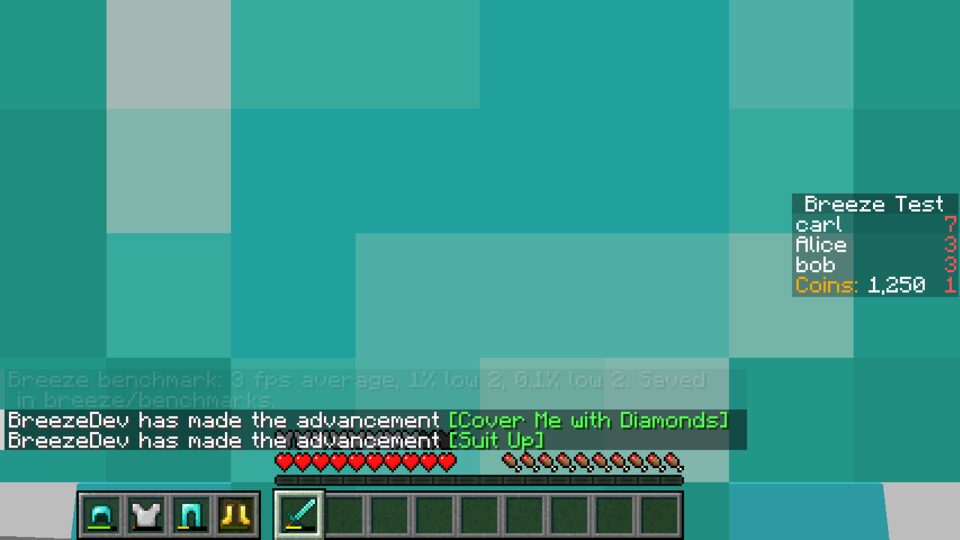 Breeze Test
carl 7
Alice 3
bob 3
Coins: 1,250 1
Breeze benchmark: 3 fps average, 1% low 2, 0.1% low 2. Saved
in breeze/benchmarks.
BreezeDev has made the advancement [Cover Me with Diamonds]
BreezeDev has made the advancement [Suit Up]